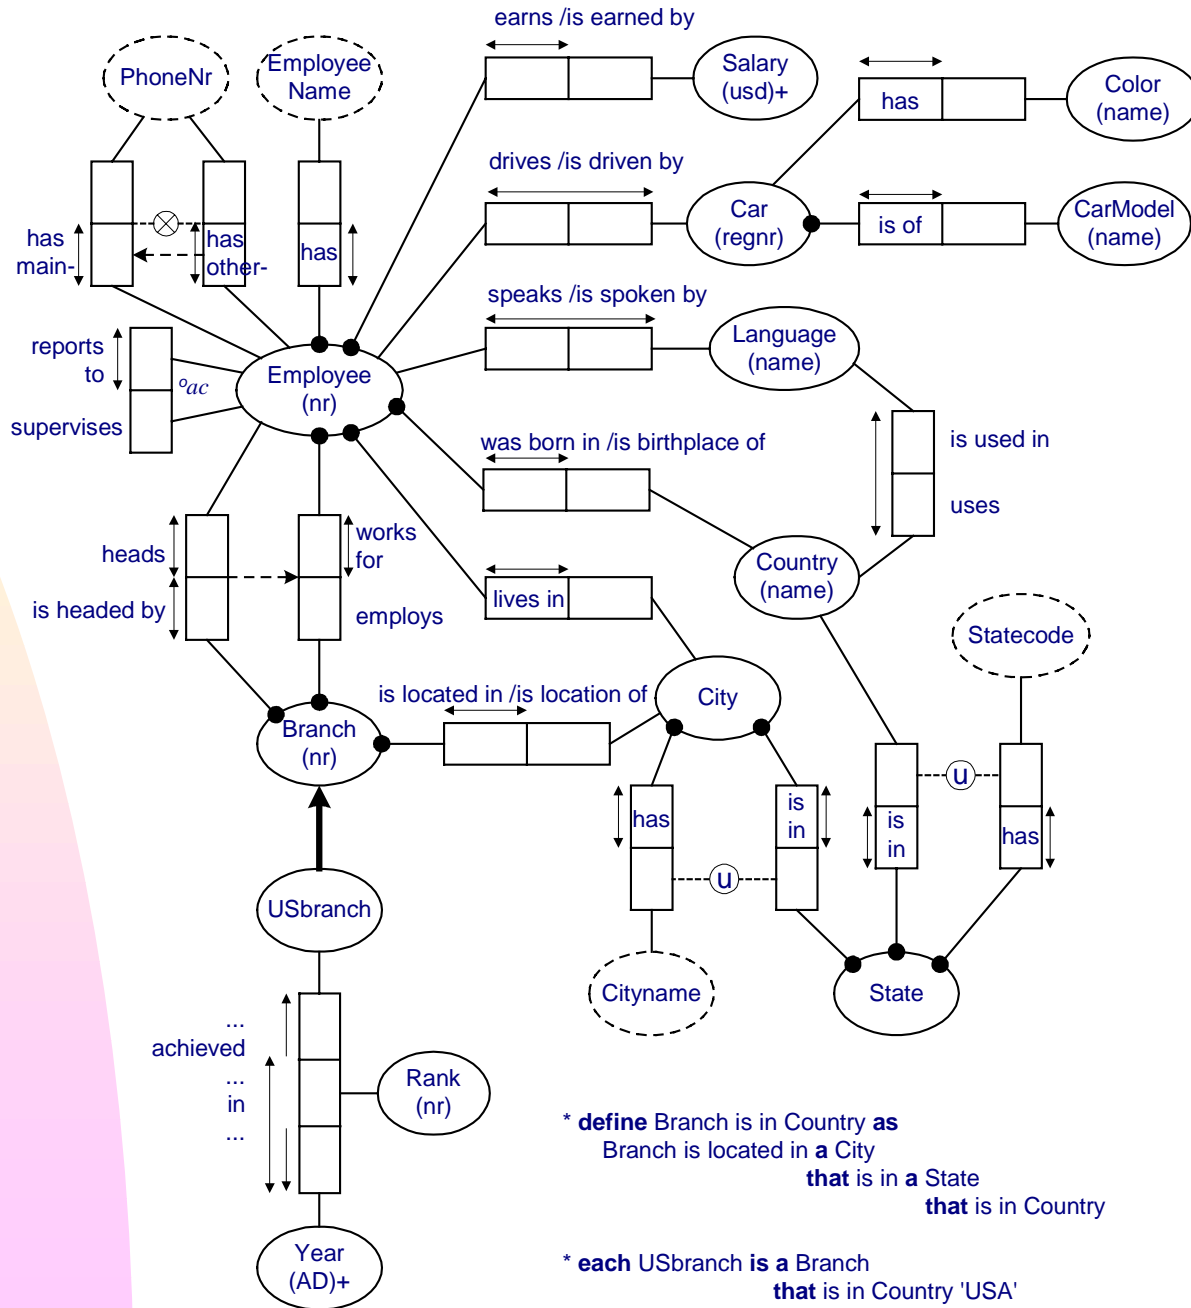 earns /is earned by
PhoneNr
Employee
Name
Salary
(usd)+
has
Color
(name)
drives /is driven by
Car
(regnr)
is of
CarModel
(name)
has
main-
has
other-
has
speaks /is spoken by
Language
(name)
reports
to
supervises
oac
Employee
(nr)
was born in /is birthplace of
is used in
uses
heads
is headed by
works
for
employs
lives in
Country
(name)
Statecode
is located in /is location of
City
Branch
(nr)
has
is
in
u
is
in
u
has
USbranch
Cityname
State
...
achieved
...
in
...
Rank
(nr)
Year
(AD)+
* define Branch is in Country as
Branch is located in a City
that is in a State
that is in Country
* each USbranch is a Branch
that is in Country 'USA'